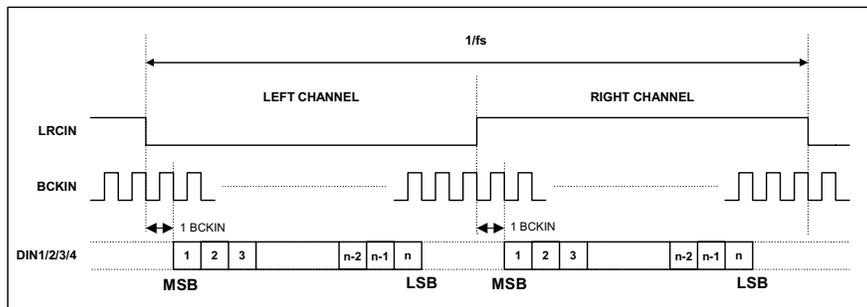 1/fs
LEFT CHANNEL
RIGHT CHANNEL
LRCIN
BCKIN
1 BCKIN
1 BCKIN
DIN1/2/3/4
1 2 3 n-2 n-1 n
1 2 3 n-2 n-1 n
MSB
LSB
MSB
LSB